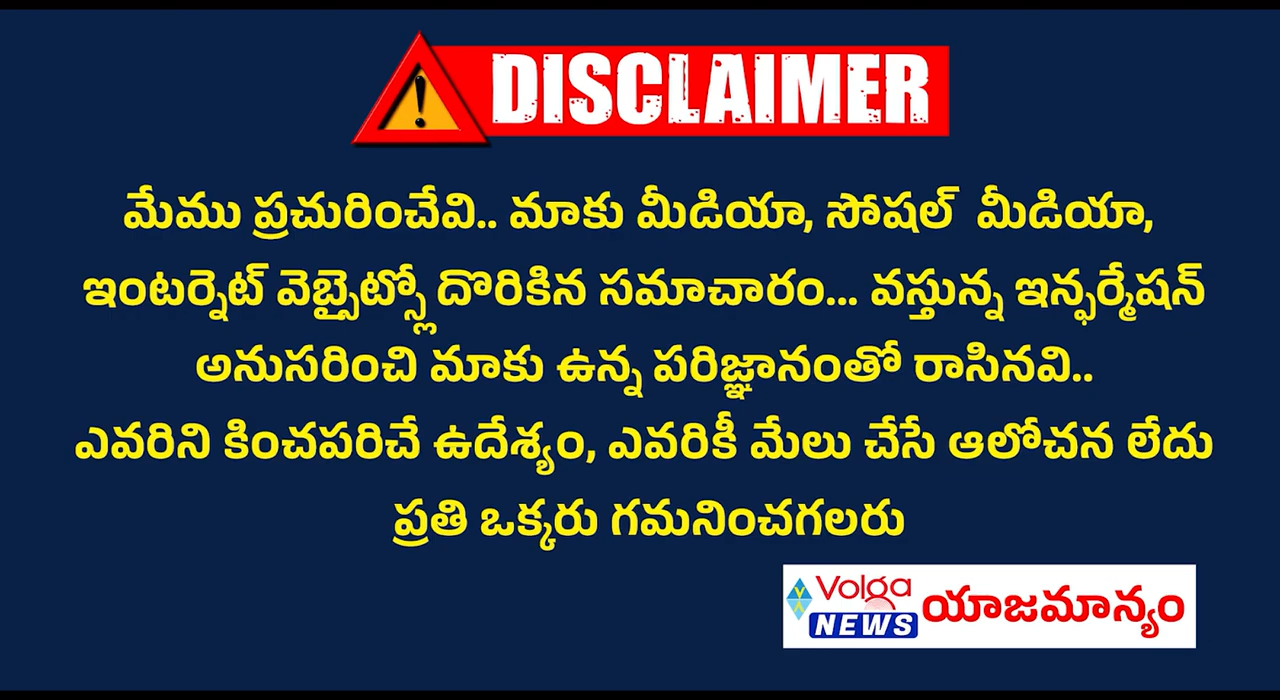 DISCLAIMER
మేము ప్రచురించేవి.. మాకు మీడియా, సోషల్ మీడియా,
ఇంటర్నెట్ వెబ్సైట్స్లో దొరికిన సమాచారం... వస్తున్న ఇన్ఫర్మేషన్
అనుసరించి మాకు ఉన్న పరిజ్ఞానంతో రాసినవి..
ఎవరిని కించపరిచే ఉదేశ్యం, ఎవరికీ మేలు చేసే ఆలోచన లేదు
ప్రతి ఒక్కరు గమనించగలరు
Volga NEWS యాజమాన్యం